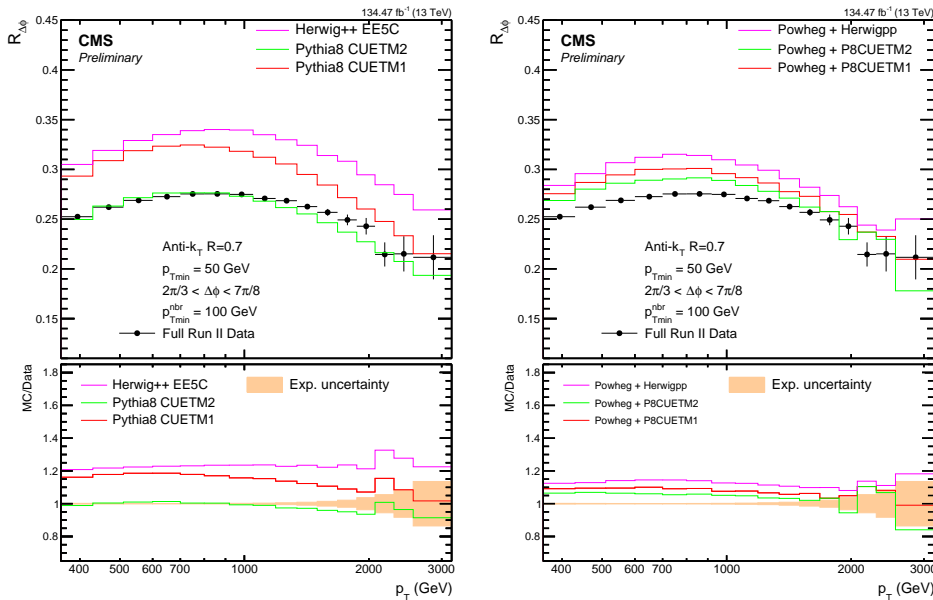 134.47 fb⁻¹ (13 TeV)
R_Δφ
CMS
Preliminary
Herwig++ EE5C
Pythia8 CUETM2
Pythia8 CUETM1
0.45
0.4
0.35
0.3
0.25
0.2
0.15
Anti-k_T R=0.7
p_Tmin = 50 GeV
2π/3 < Δφ < 7π/8
p_Tmin^nbr = 100 GeV
Full Run II Data
MC/Data
Herwig++ EE5C
Pythia8 CUETM2
Pythia8 CUETM1
Exp. uncertainty
1.8
1.6
1.4
1.2
1
0.8
400 500 600 700 1000 2000 3000
p_T (GeV)
134.47 fb⁻¹ (13 TeV)
R_Δφ
CMS
Preliminary
Powheg + Herwigpp
Powheg + P8CUETM2
Powheg + P8CUETM1
0.45
0.4
0.35
0.3
0.25
0.2
0.15
Anti-k_T R=0.7
p_Tmin = 50 GeV
2π/3 < Δφ < 7π/8
p_Tmin^nbr = 100 GeV
Full Run II Data
MC/Data
Powheg + Herwigpp
Powheg + P8CUETM2
Powheg + P8CUETM1
Exp. uncertainty
1.8
1.6
1.4
1.2
1
0.8
400 500 600 700 1000 2000 3000
p_T (GeV)